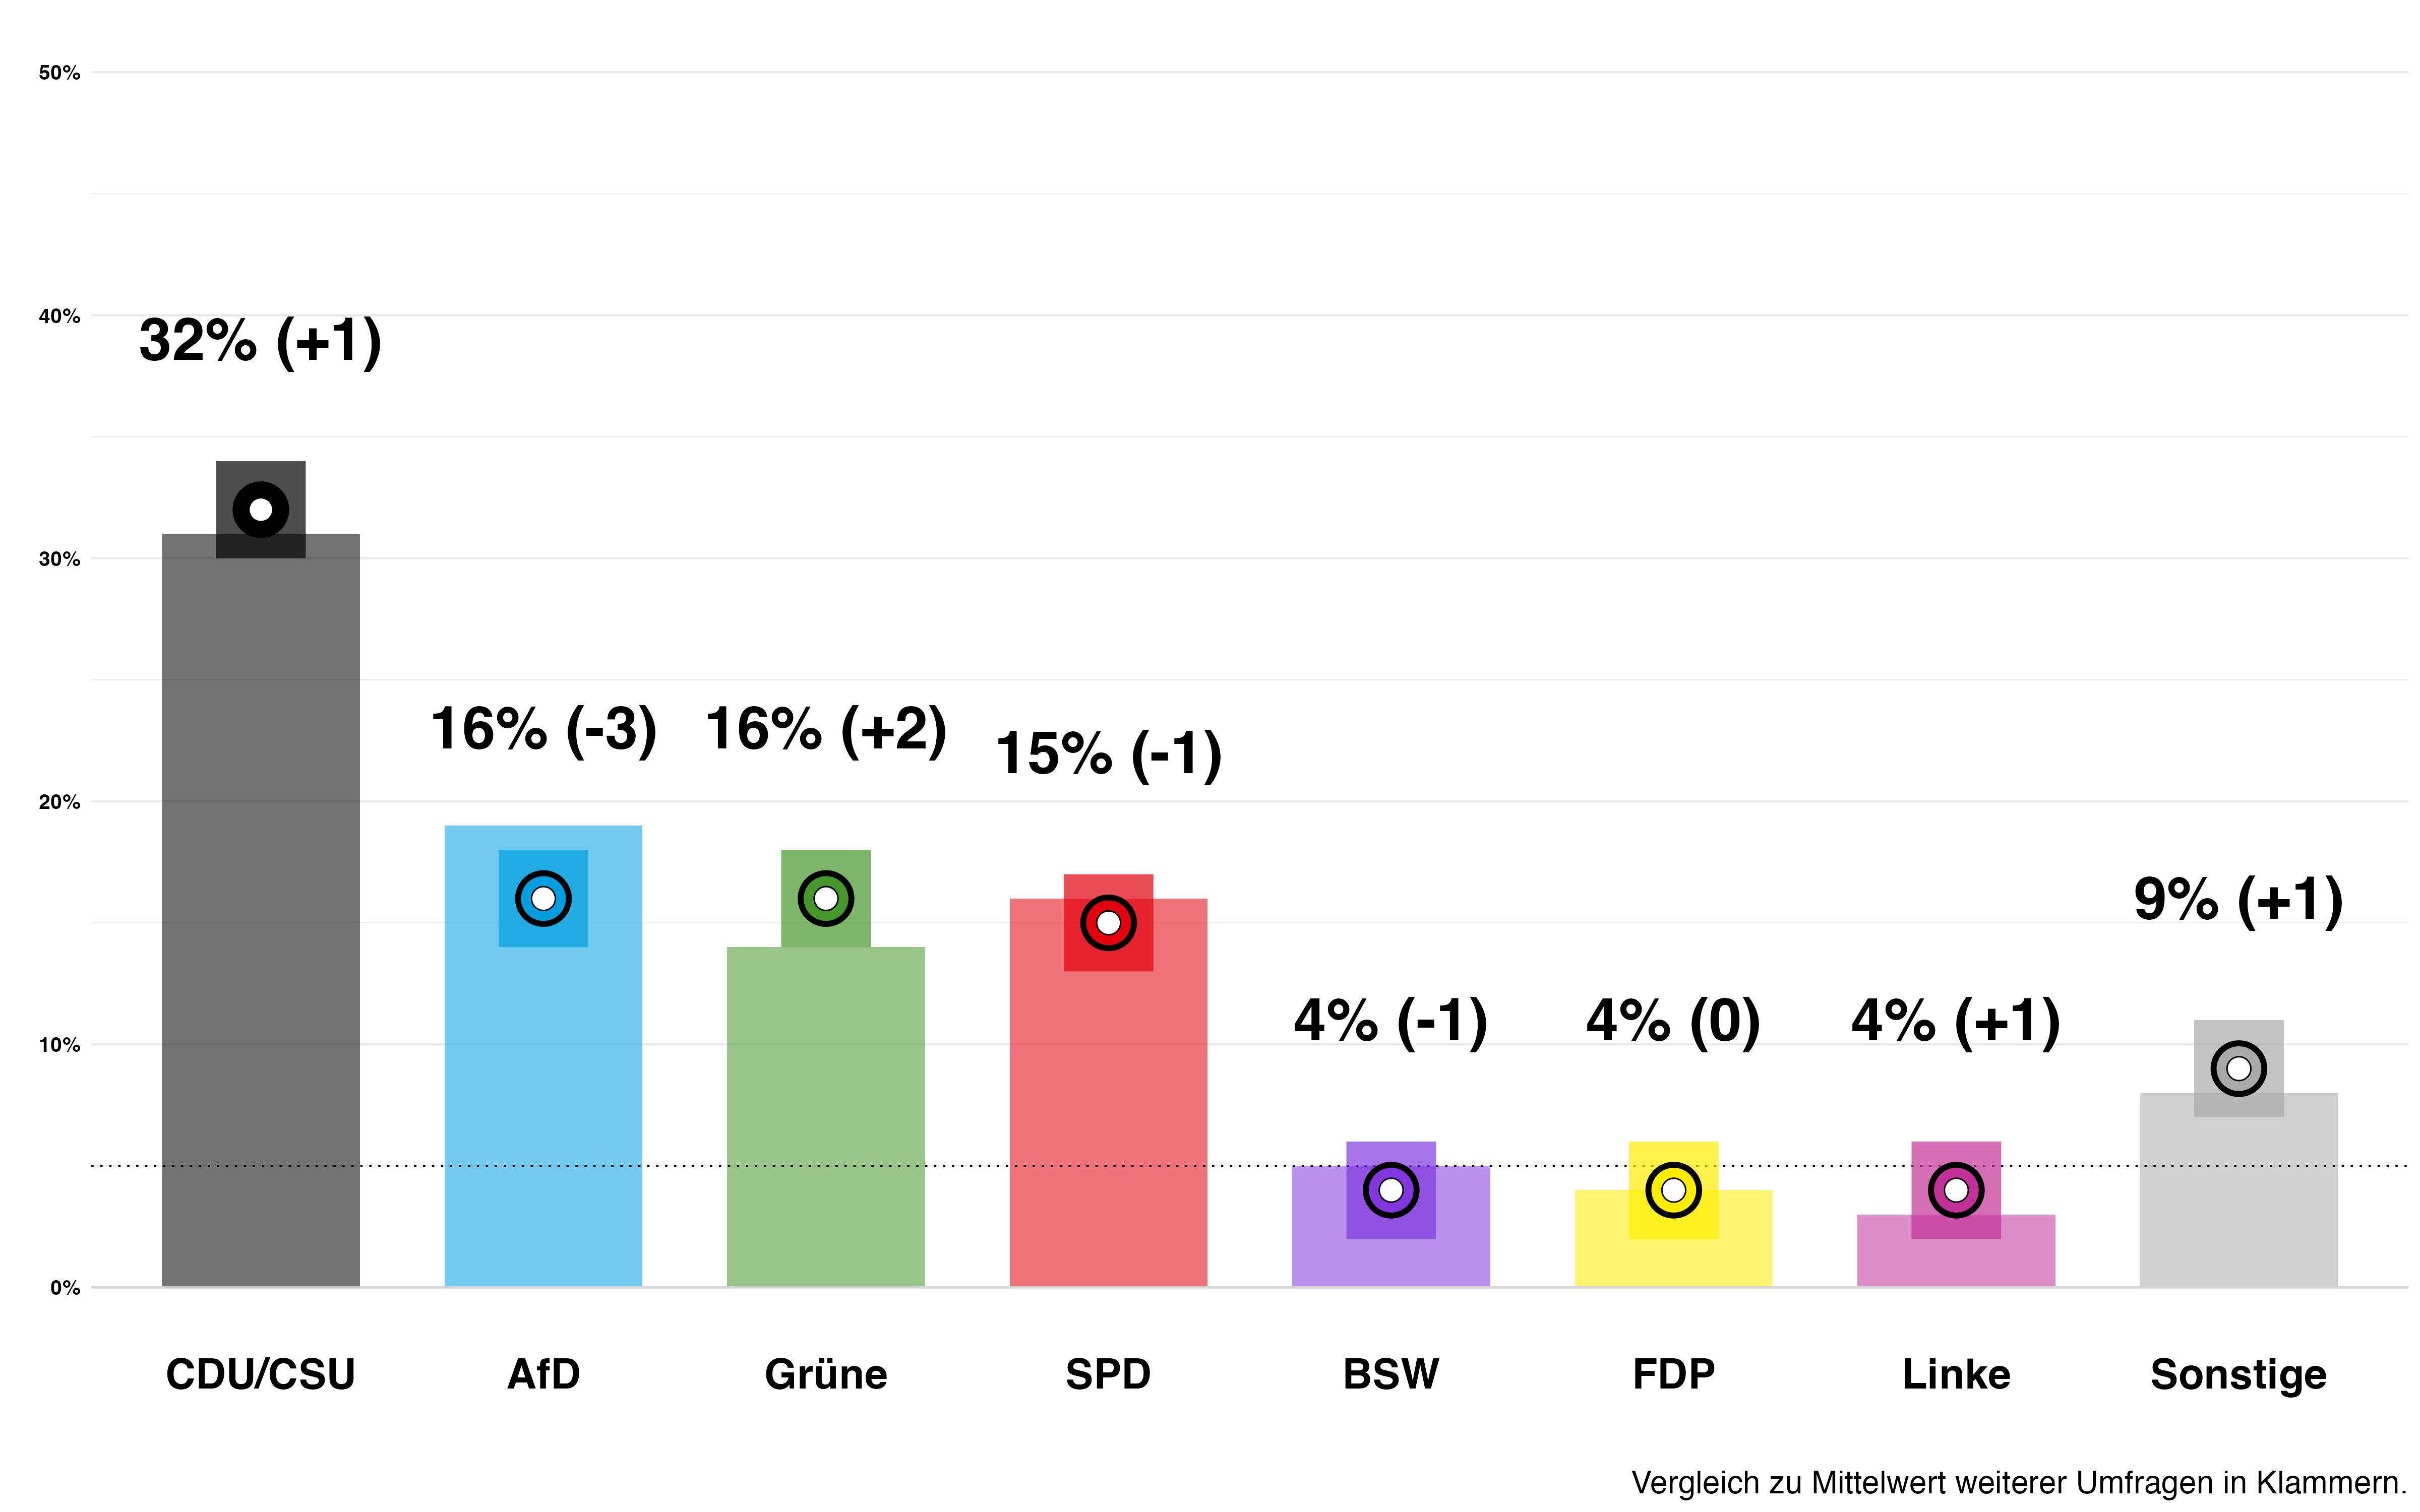 50%
40%
32% (+1)
30%
16% (-3) 16% (+2) 15% (-1)
20%
9% (+1)
4% (-1) 4% (0) 4% (+1)
10%
0%
CDU/CSU AfD Grüne SPD BSW FDP Linke Sonstige
Vergleich zu Mittelwert weiterer Umfragen in Klammern.